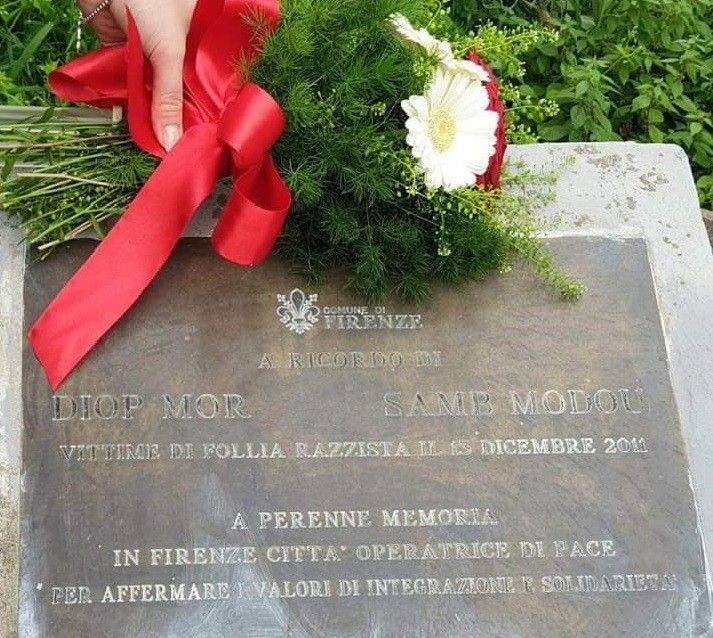 COMUNE DI
FIRENZE
A RICORDO DI
DIOP MOR SAMB MODOU
VITTIME DI FOLLIA RAZZISTA IL 13 DICEMBRE 2011
A PERENNE MEMORIA
IN FIRENZE CITTA' OPERATRICE DI PACE
PER AFFERMARE I VALORI DI INTEGRAZIONE E SOLIDARIETA'